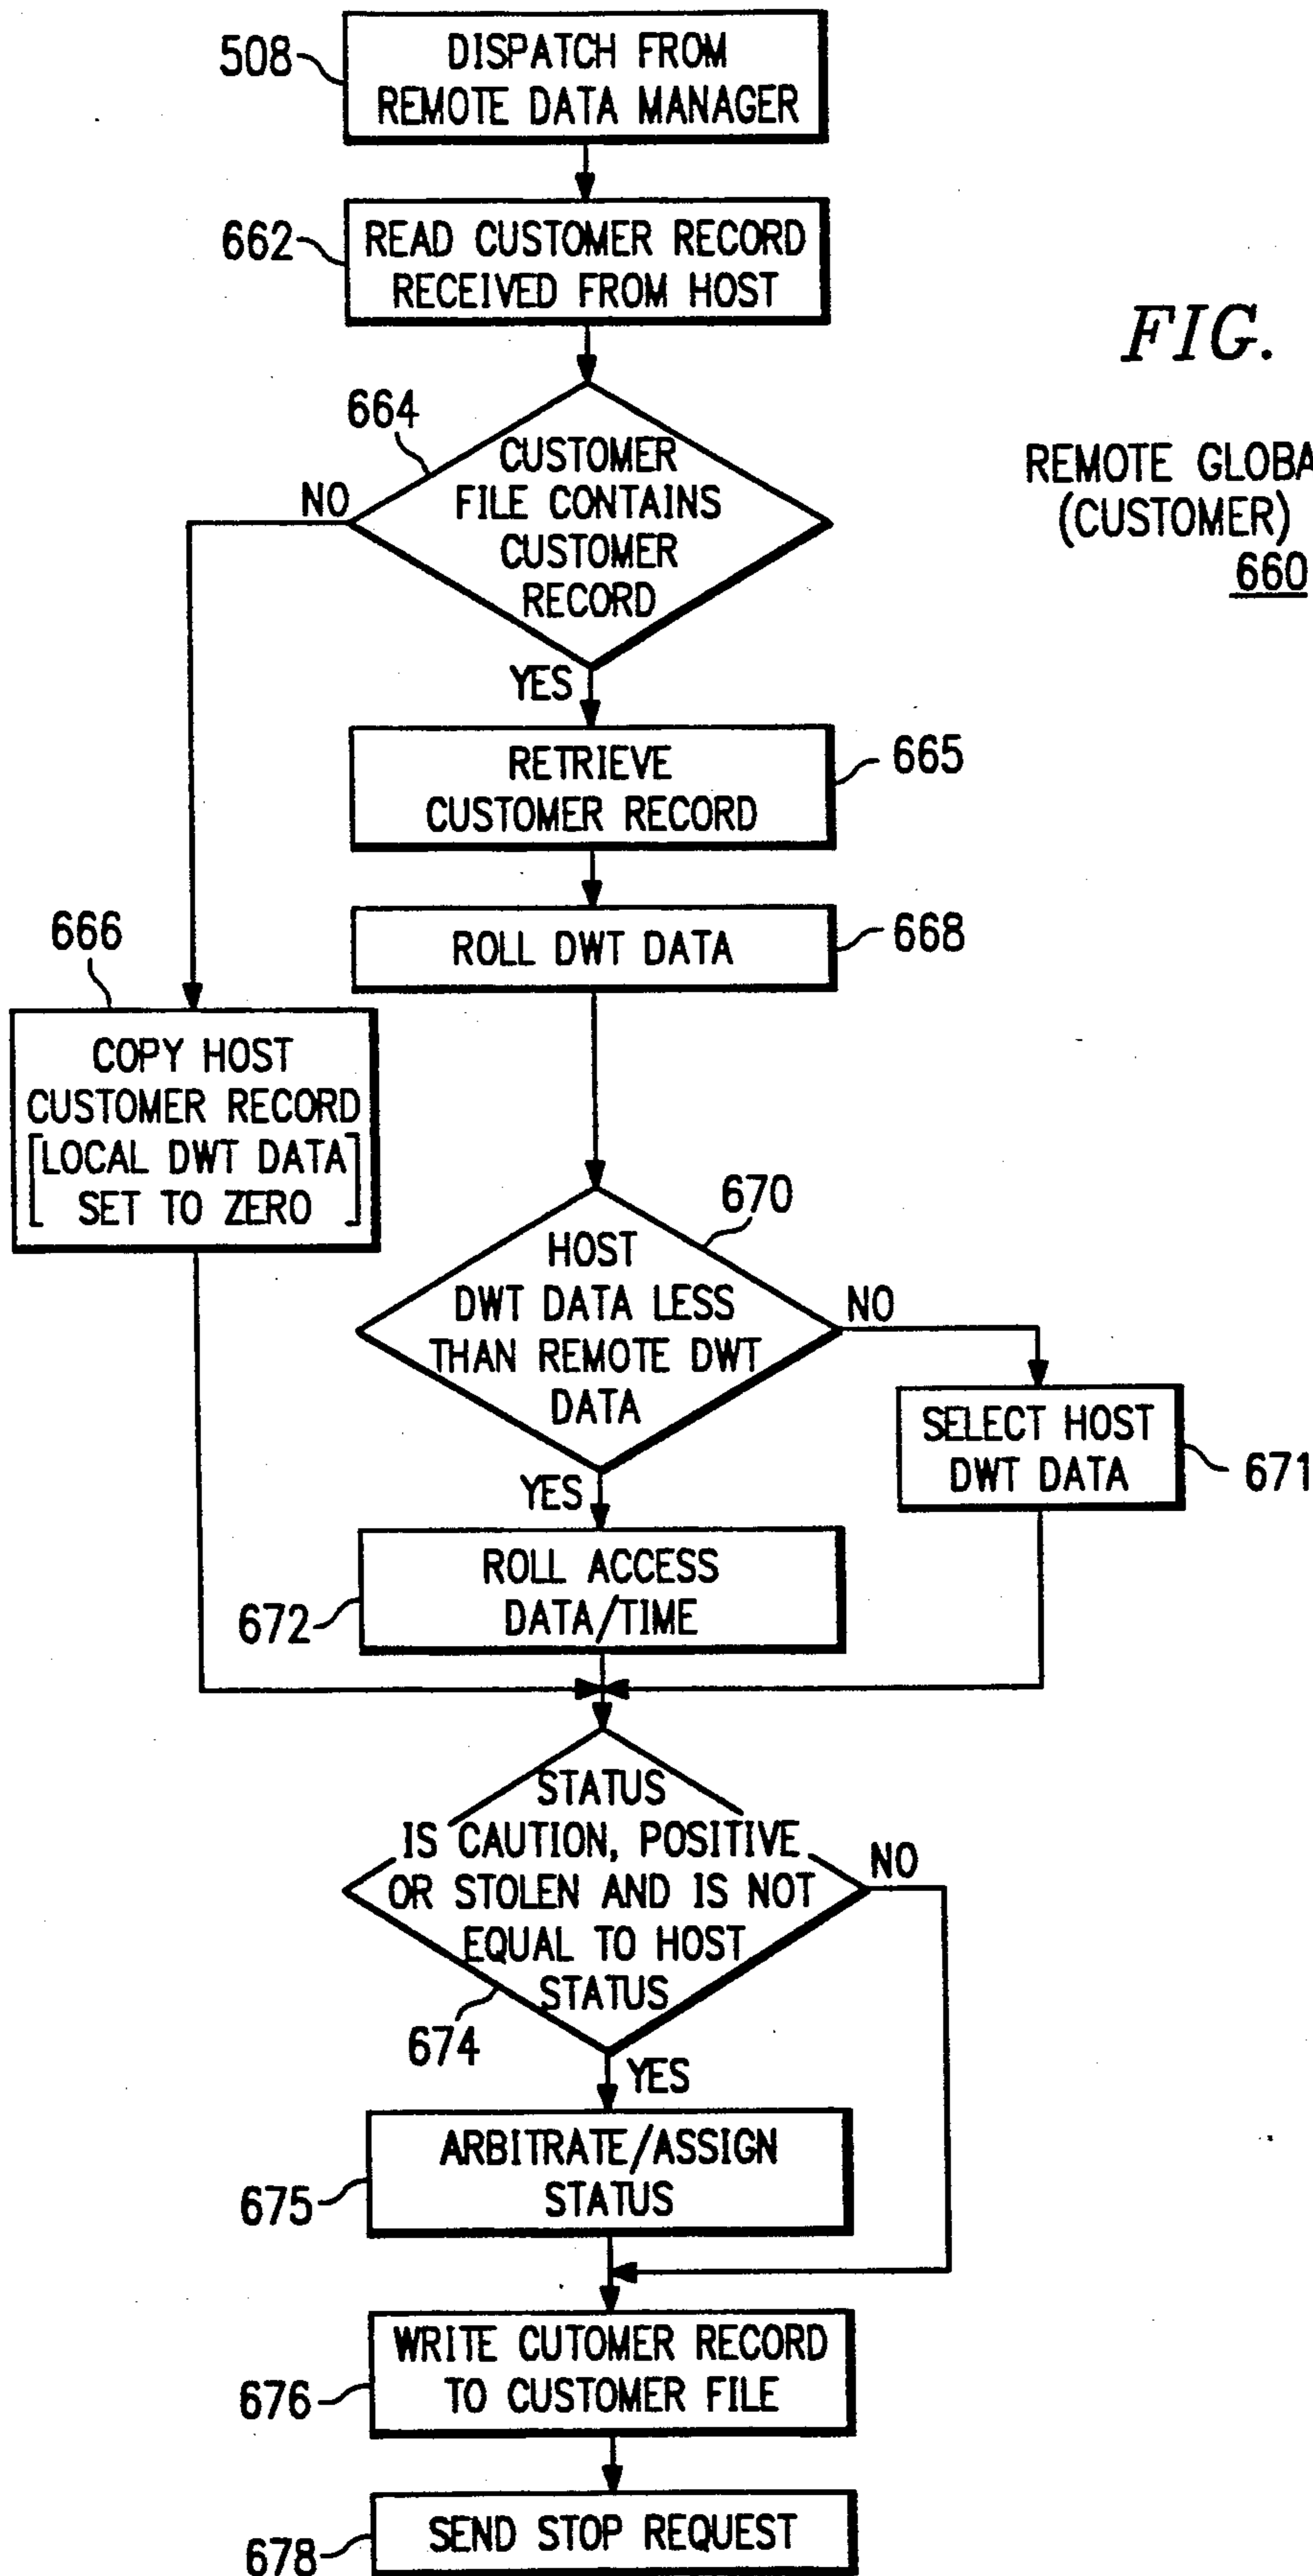 508
DISPATCH FROM
REMOTE DATA MANAGER
662
READ CUSTOMER RECORD
RECEIVED FROM HOST
FIG.
REMOTE GLOBA
(CUSTOMER)
660
664
CUSTOMER
FILE CONTAINS
CUSTOMER
RECORD
NO
YES
RETRIEVE
CUSTOMER RECORD
665
ROLL DWT DATA
668
666
COPY HOST
CUSTOMER RECORD
[LOCAL DWT DATA
SET TO ZERO]
670
HOST
DWT DATA LESS
THAN REMOTE DWT
DATA
NO
YES
SELECT HOST
DWT DATA
671
ROLL ACCESS
DATA/TIME
672
STATUS
IS CAUTION, POSITIVE
OR STOLEN AND IS NOT
EQUAL TO HOST
STATUS
NO
674
YES
ARBITRATE/ASSIGN
STATUS
675
WRITE CUTOMER RECORD
TO CUSTOMER FILE
676
SEND STOP REQUEST
678